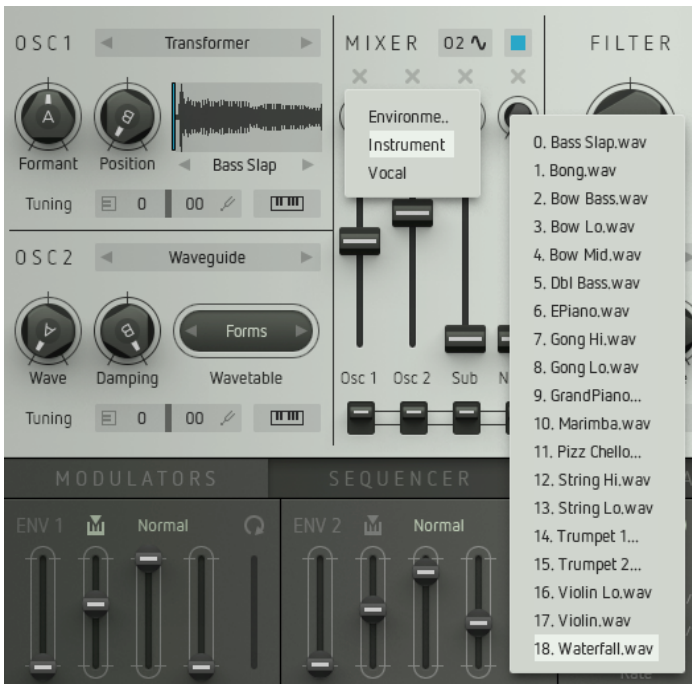 OSC1
Transformer
MIXER
02
FILTER
A
B
Formant
Position
Bass Slap
Tuning
0
00
Environme..
Instrument
Vocal
0. Bass Slap.wav
1. Bong.wav
2. Bow Bass.wav
3. Bow Lo.wav
4. Bow Mid.wav
5. Dbl Bass.wav
6. EPiano.wav
7. Gong Hi.wav
8. Gong Lo.wav
9. GrandPiano...
10. Marimba.wav
11. Pizz Chello...
12. String Hi.wav
13. String Lo.wav
14. Trumpet 1...
15. Trumpet 2...
16. Violin Lo.wav
17. Violin.wav
18. Waterfall.wav
OSC2
Waveguide
A
B
Forms
Wave
Damping
Wavetable
Tuning
0
00
Osc 1
Osc 2
Sub
MODULATORS
SEQUENCER
ENV 1
M
Normal
ENV 2
M
Normal
Rate